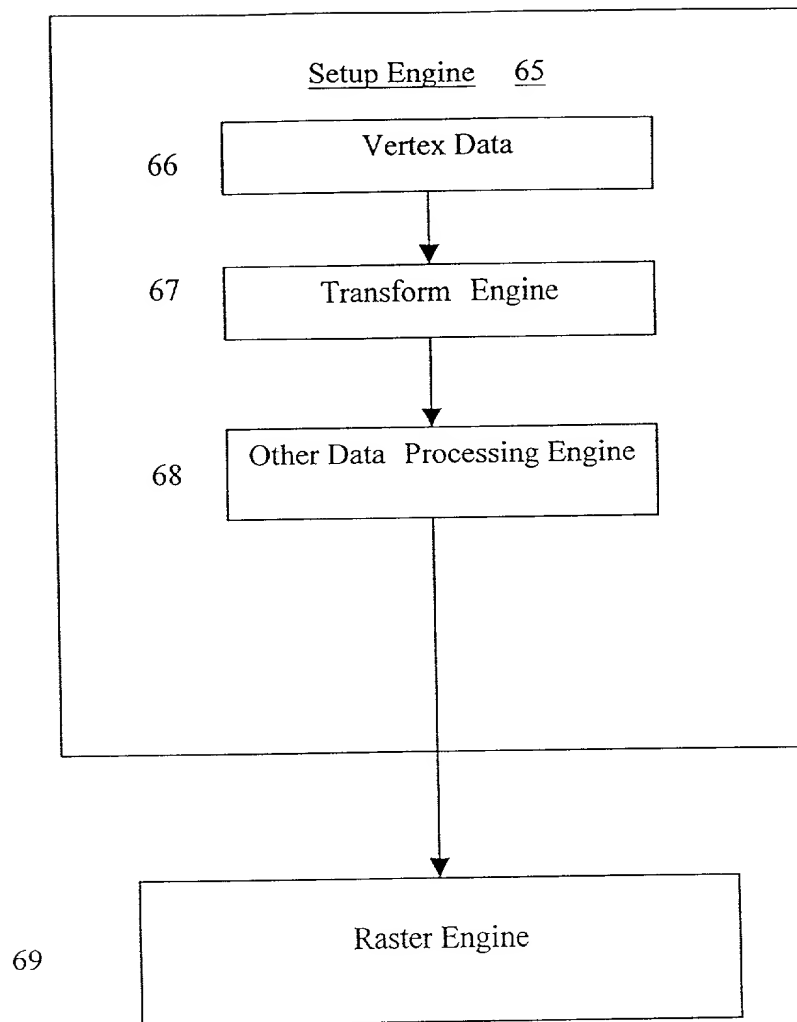 Setup Engine 65
66
Vertex Data
67
Transform Engine
68
Other Data Processing Engine
69
Raster Engine